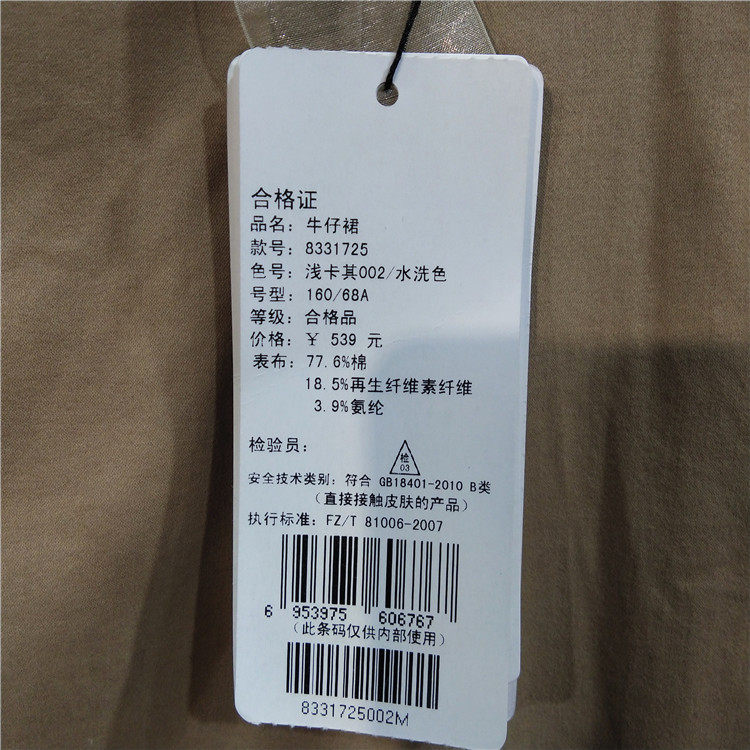 合格证
品名：牛仔裙
款号：8331725
色号：浅卡其002/水洗色
号型：160/68A
等级：合格品
价格：￥ 539 元
表布：77.6%棉
18.5%再生纤维素纤维
3.9%氨纶
检验员：
检
03
安全技术类别：符合 GB18401-2010 B类
（直接接触皮肤的产品）
执行标准：FZ/T 81006-2007
6 953975 606767
（此条码仅供内部使用）
8331725002M